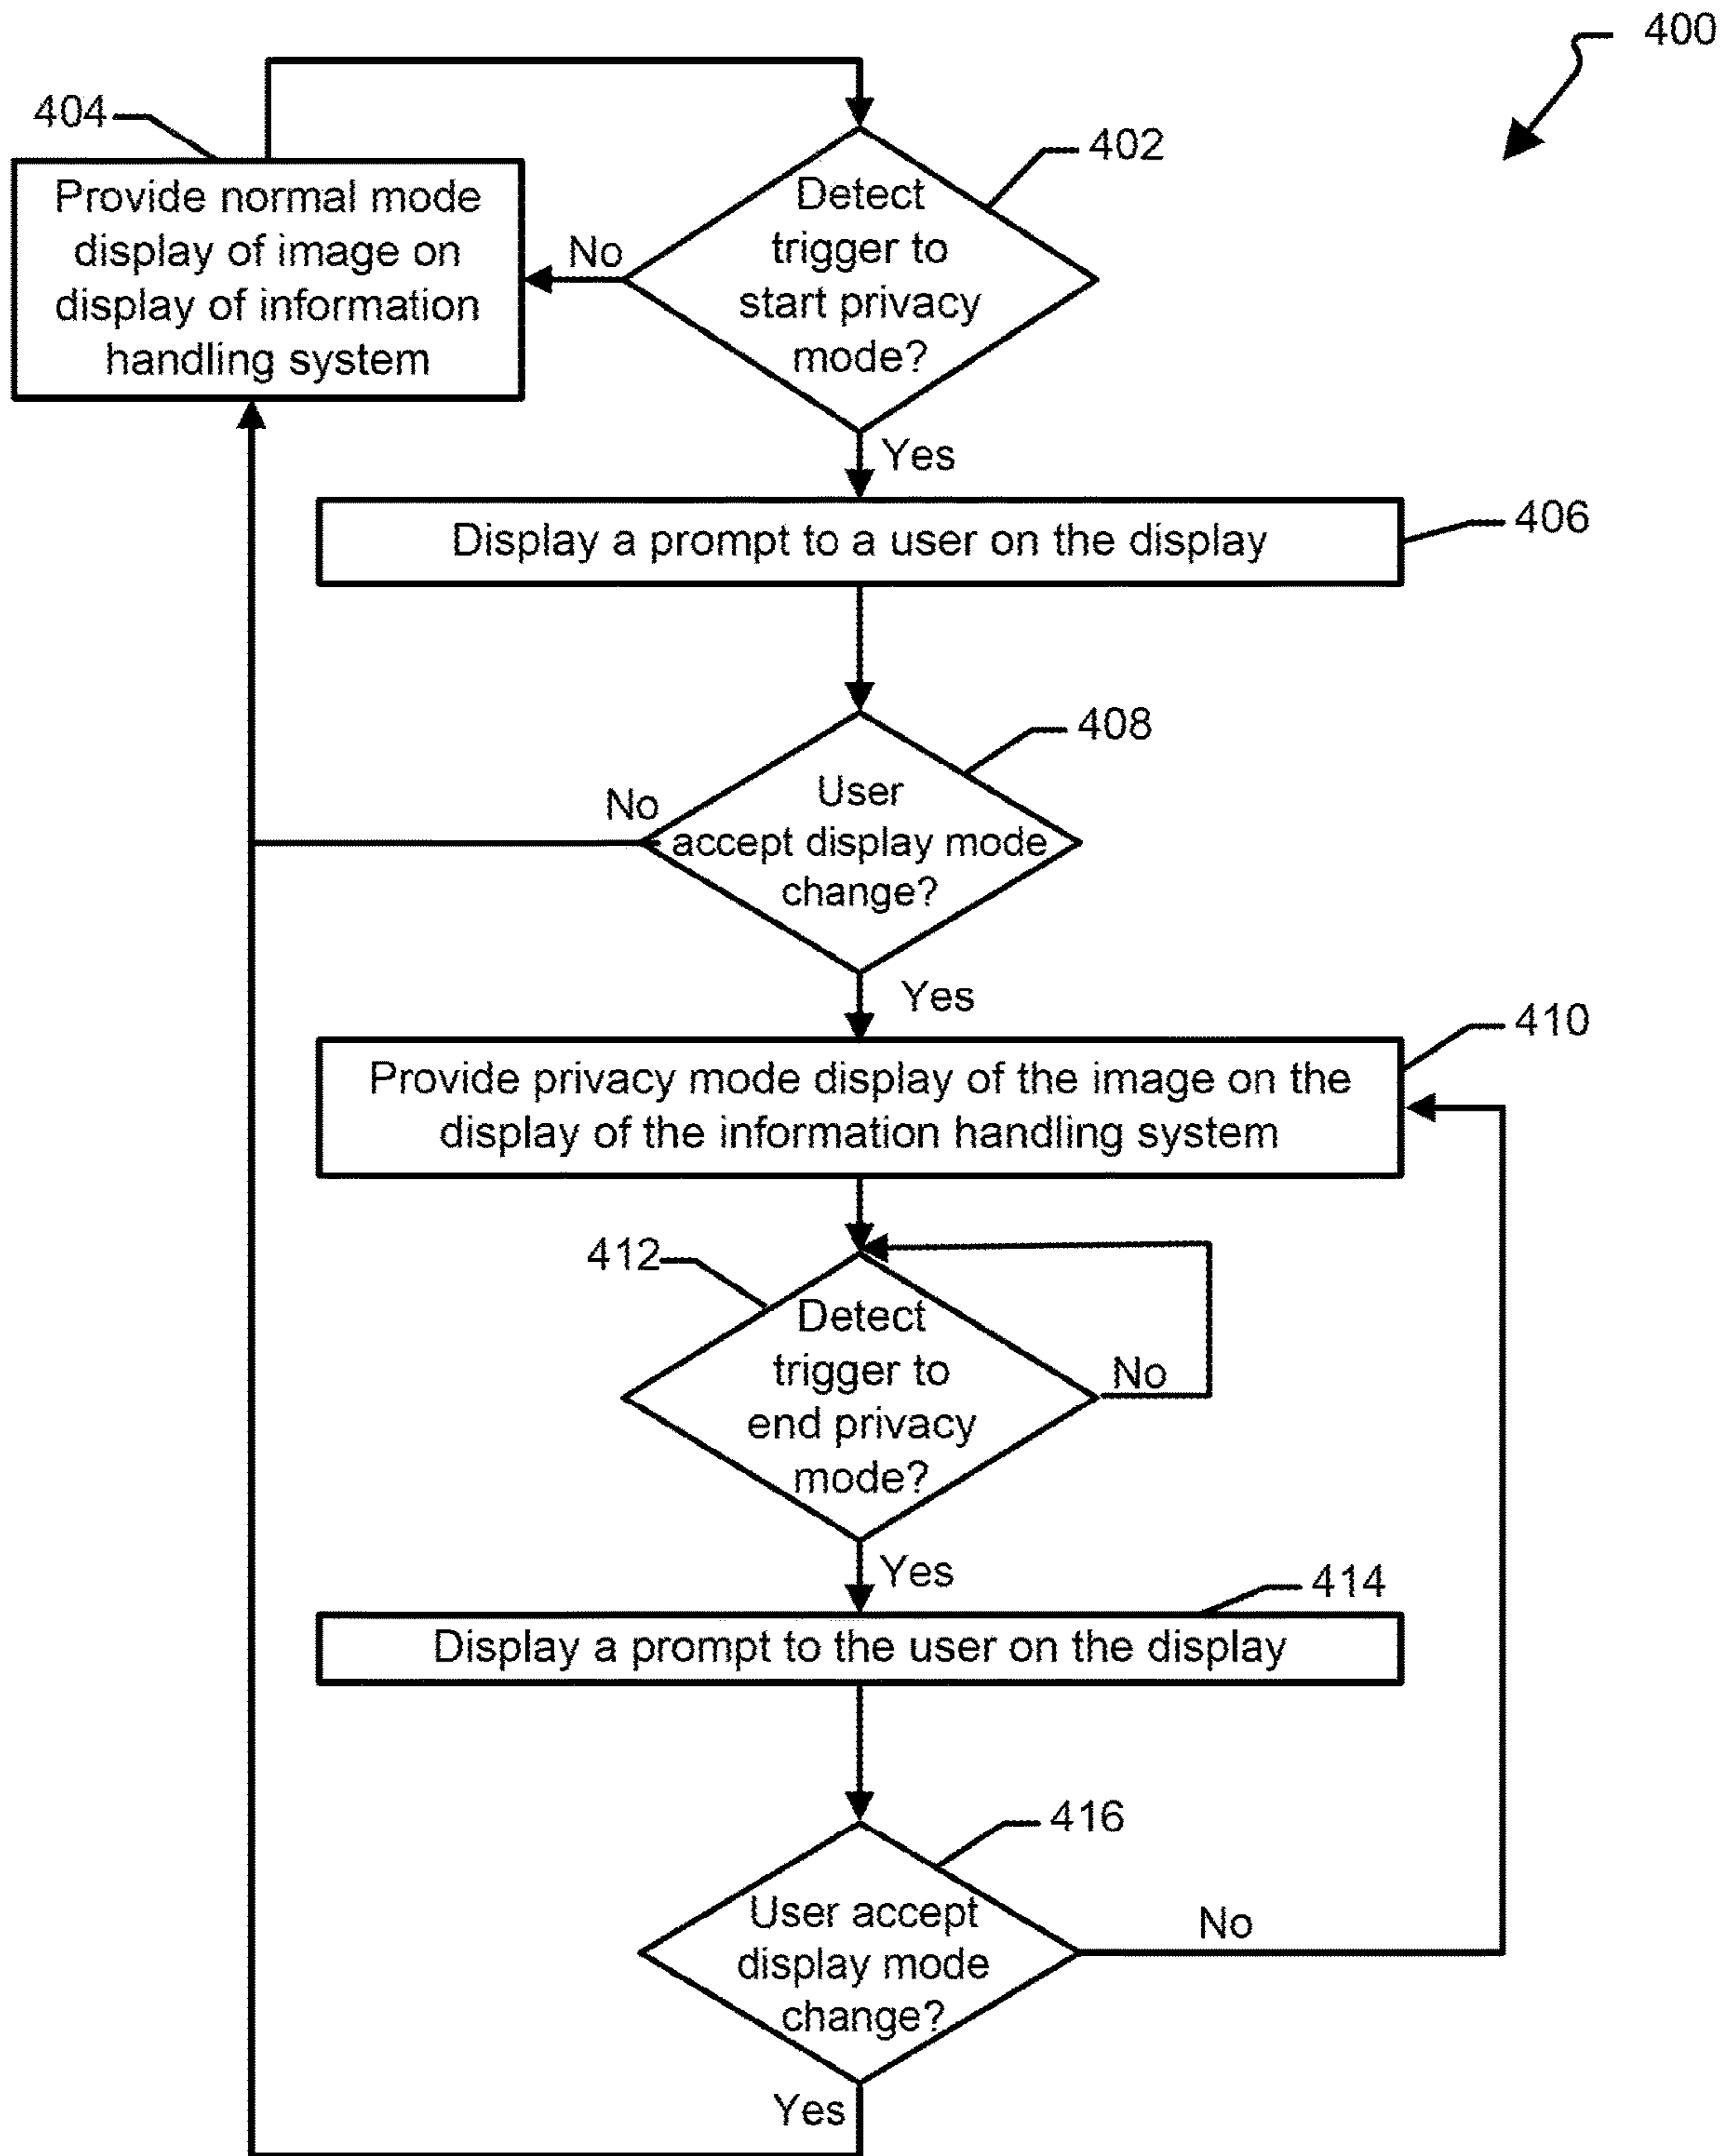 400
404
402
Provide normal mode
display of image on
display of information
handling system
No
Detect
trigger to
start privacy
mode?
Yes
Display a prompt to a user on the display
406
408
No
User
accept display mode
change?
Yes
410
Provide privacy mode display of the image on the
display of the information handling system
412
Detect
trigger to
end privacy
mode?
No
Yes
414
Display a prompt to the user on the display
416
User accept
display mode
change?
No
Yes